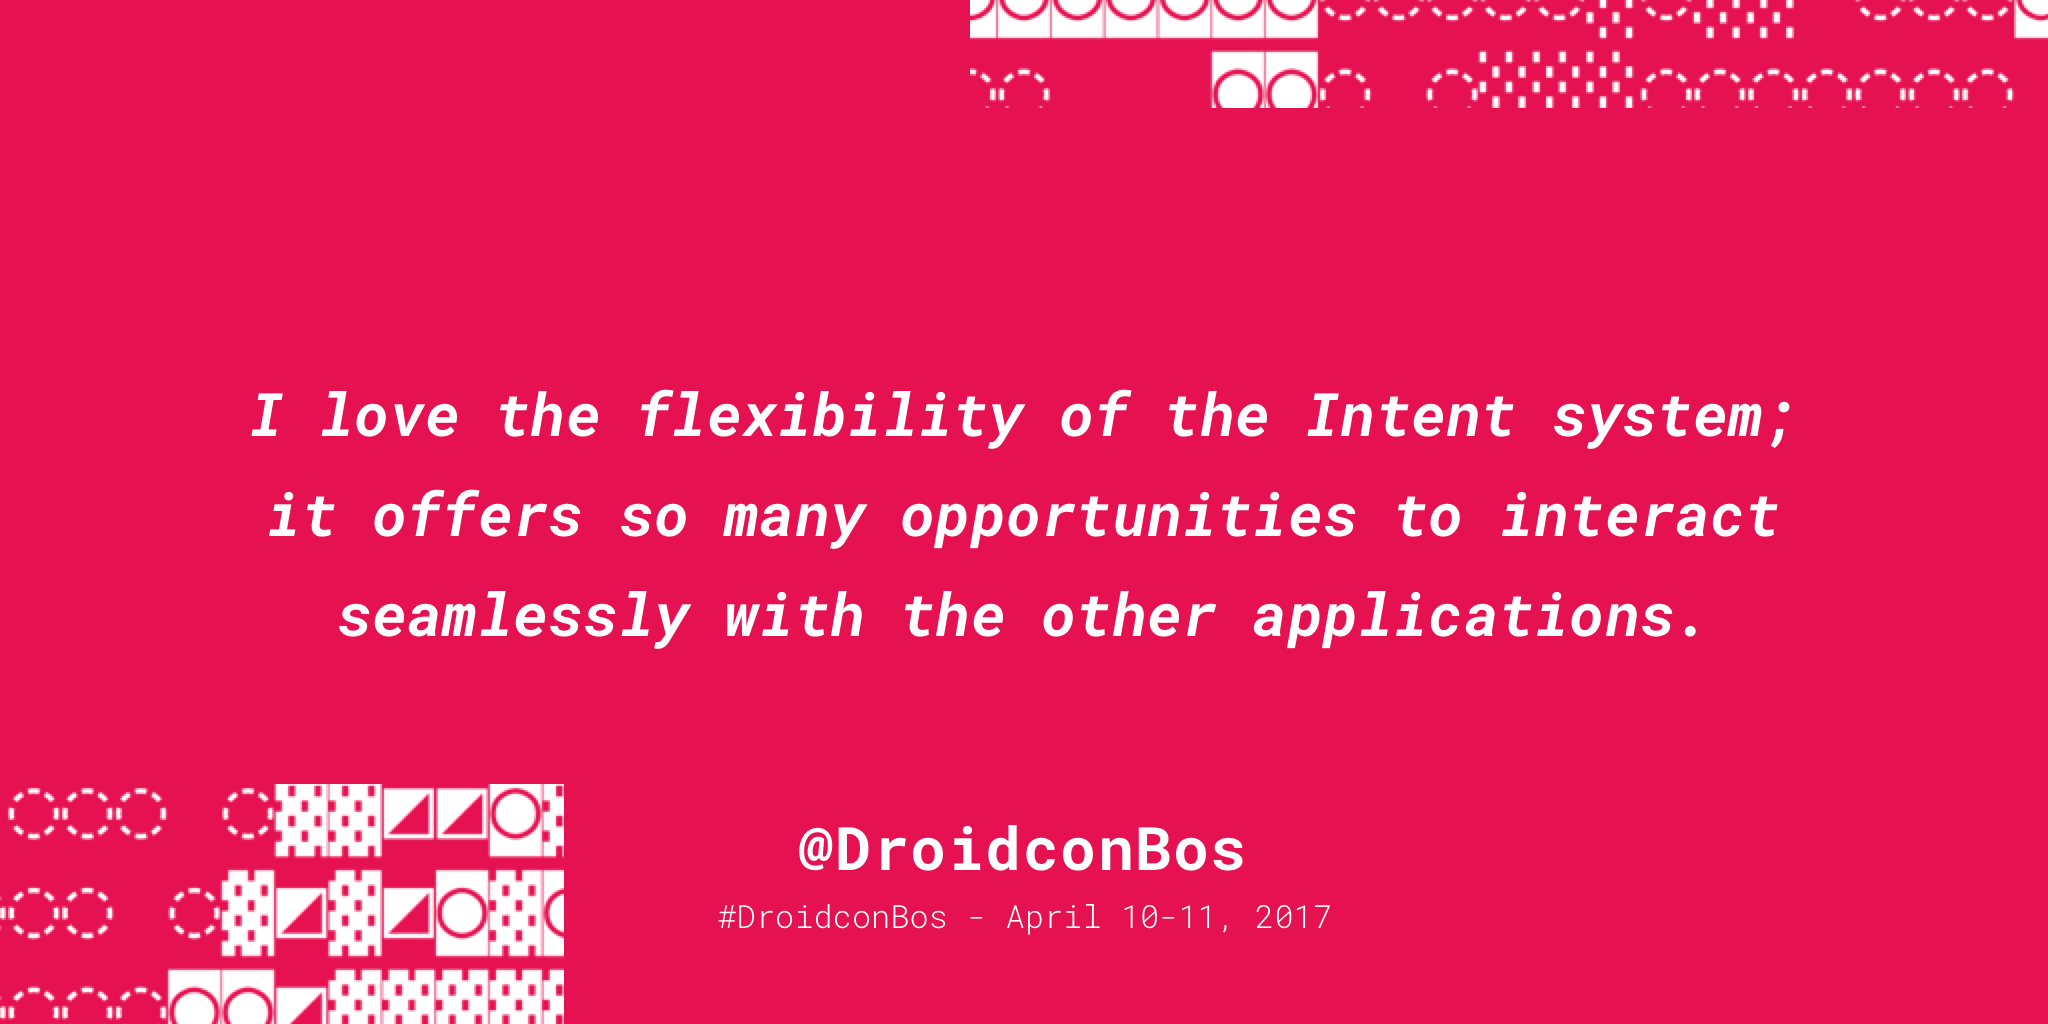 I love the flexibility of the Intent system;
it offers so many opportunities to interact
seamlessly with the other applications.
@DroidconBos
#DroidconBos - April 10-11, 2017